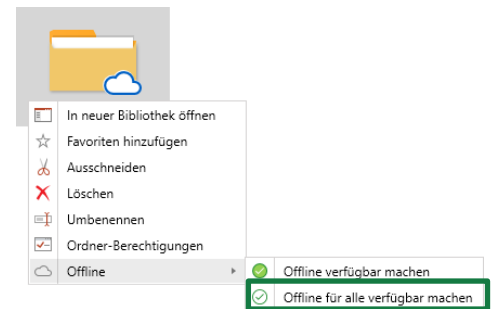 In neuer Bibliothek öffnen
Favoriten hinzufügen
Ausschneiden
Löschen
Umbenennen
Ordner-Berechtigungen
Offline
Offline verfügbar machen
Offline für alle verfügbar machen